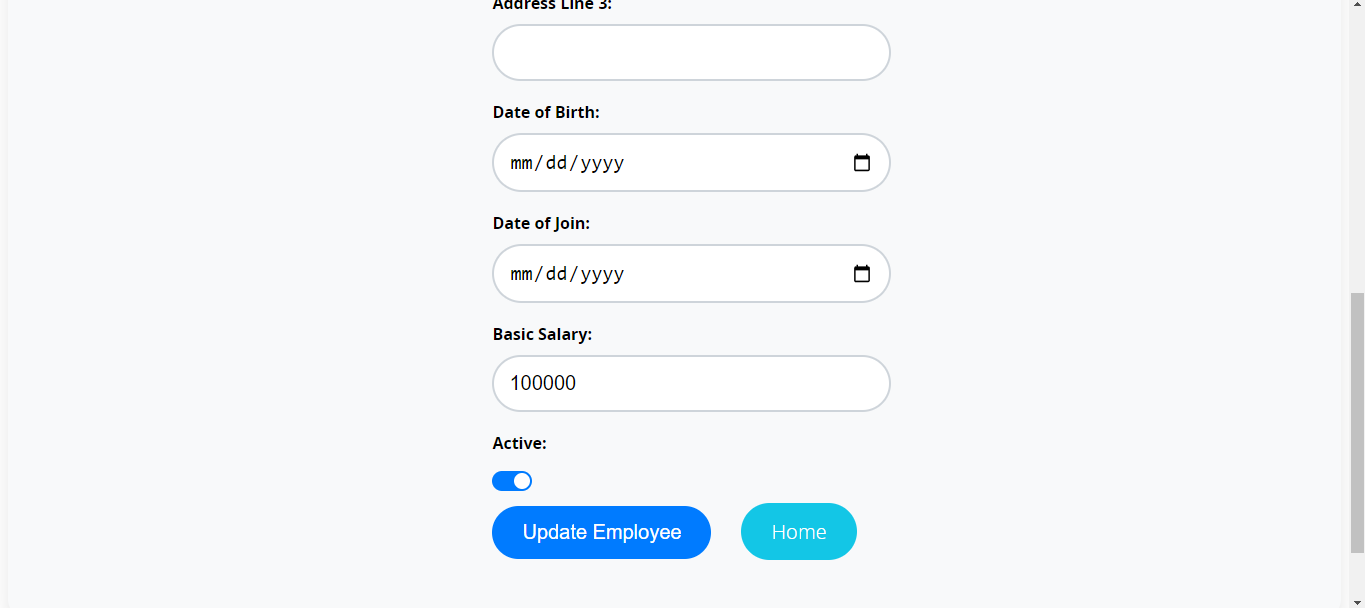 Address Line 3:
Date of Birth:
mm/dd/yyyy
Date of Join:
mm/dd/yyyy
Basic Salary:
100000
Active:
Update Employee
Home